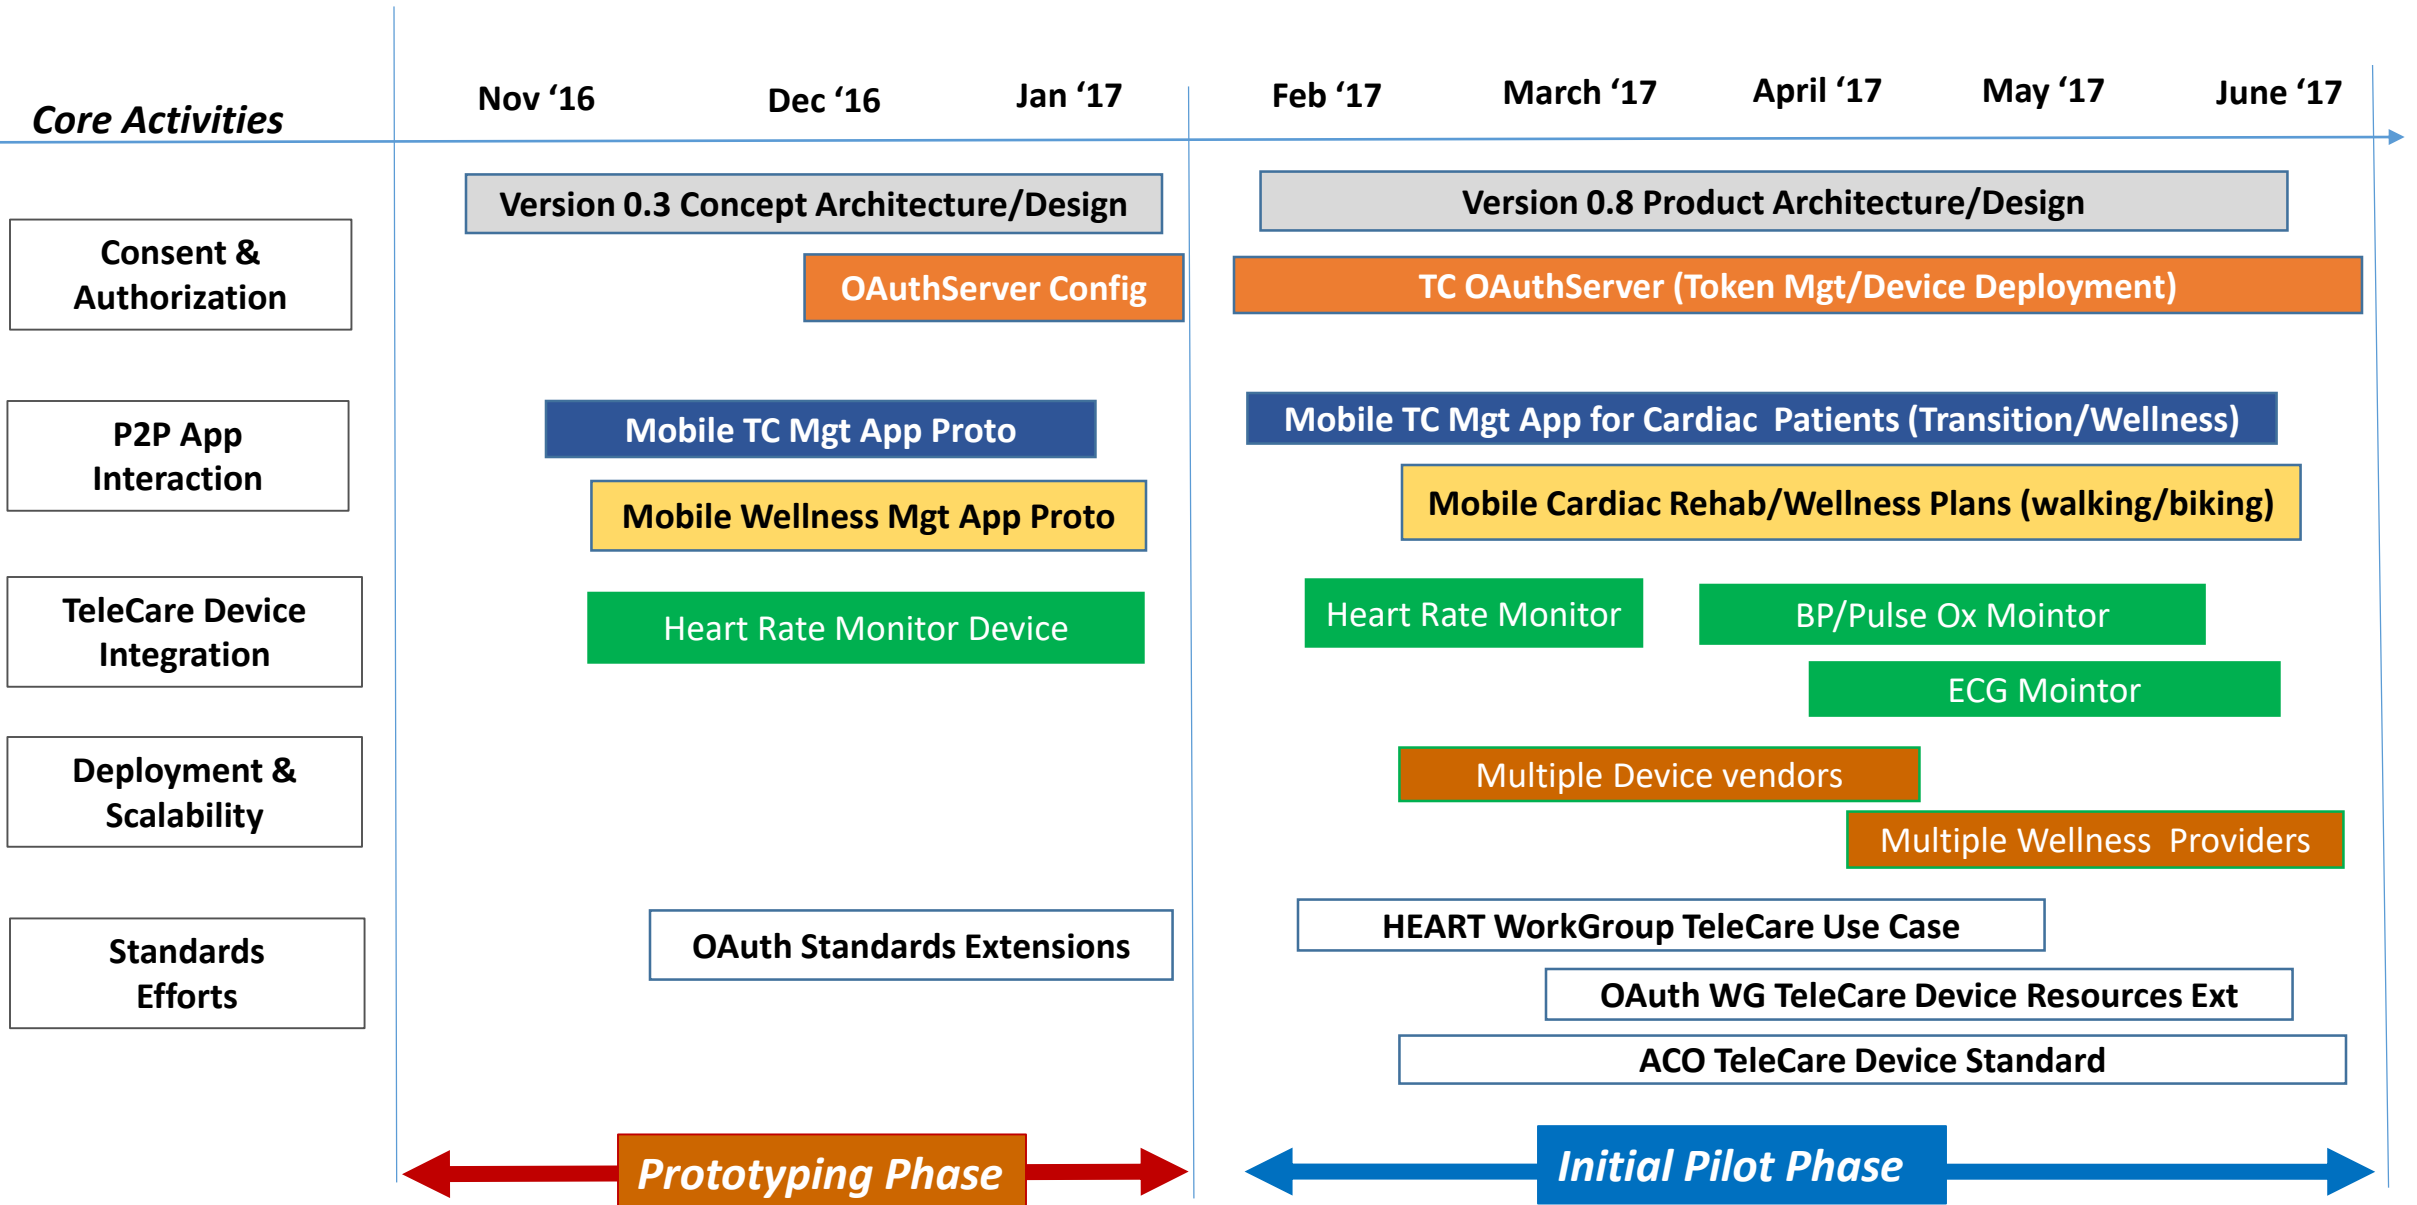 Core Activities
Nov ‘16
Dec ‘16
Jan ‘17
Feb ‘17
March ‘17
April ‘17
May ‘17
June ‘17
Consent &
Authorization
Version 0.3 Concept Architecture/Design
Version 0.8 Product Architecture/Design
OAuthServer Config
TC OAuthServer (Token Mgt/Device Deployment)
P2P App
Interaction
Mobile TC Mgt App Proto
Mobile TC Mgt App for Cardiac  Patients (Transition/Wellness)
Mobile Wellness Mgt App Proto
Mobile Cardiac Rehab/Wellness Plans (walking/biking)
TeleCare Device
Integration
Heart Rate Monitor Device
Heart Rate Monitor
BP/Pulse Ox Mointor
ECG Mointor
Deployment &
Scalability
Multiple Device vendors
Multiple Wellness  Providers
Standards
Efforts
OAuth Standards Extensions
HEART WorkGroup TeleCare Use Case
OAuth WG TeleCare Device Resources Ext
ACO TeleCare Device Standard
Prototyping Phase
Initial Pilot Phase